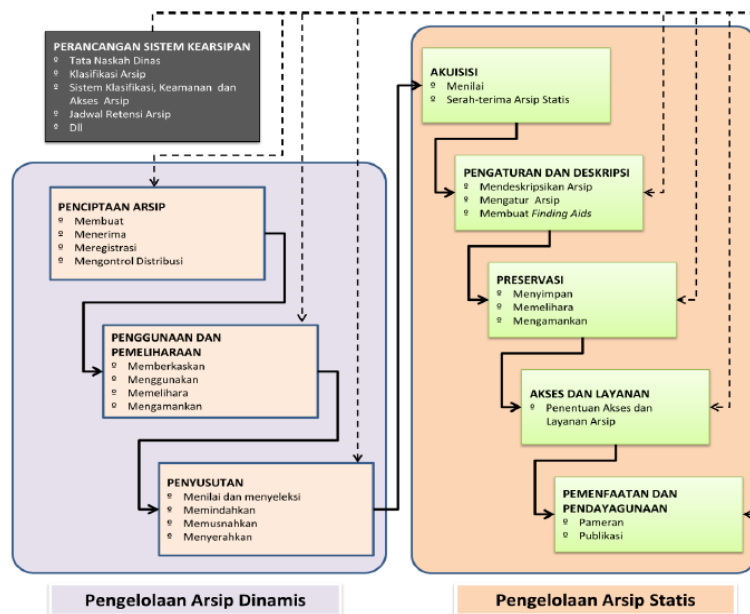 PERANCANGAN SISTEM KEARSIPAN
º Tata Naskah Dinas
º Klasifikasi Arsip
º Sistem Klasifikasi, Keamanan dan
Akses Arsip
º Jadwal Retensi Arsip
º Dll
PENCIPTAAN ARSIP
º Membuat
º Menerima
º Meregistrasi
º Mengontrol Distribusi
PENGGUNAAN DAN
PEMELIHARAAN
º Memberkaskan
º Menggunakan
º Memelihara
º Mengamankan
PENYUSUTAN
º Menilai dan menyeleksi
º Memindahkan
º Memusnahkan
º Menyerahkan
Pengelolaan Arsip Dinamis
AKUISISI
º Menilai
º Serah-terima Arsip Statis
PENGATURAN DAN DESKRIPSI
º Mendeskripsikan Arsip
º Mengatur Arsip
º Membuat Finding Aids
PRESERVASI
º Menyimpan
º Memelihara
º Mengamankan
AKSES DAN LAYANAN
º Penentuan Akses dan
Layanan Arsip
PEMENFAATAN DAN
PENDAYAGUNAAN
º Pameran
º Publikasi
Pengelolaan Arsip Statis